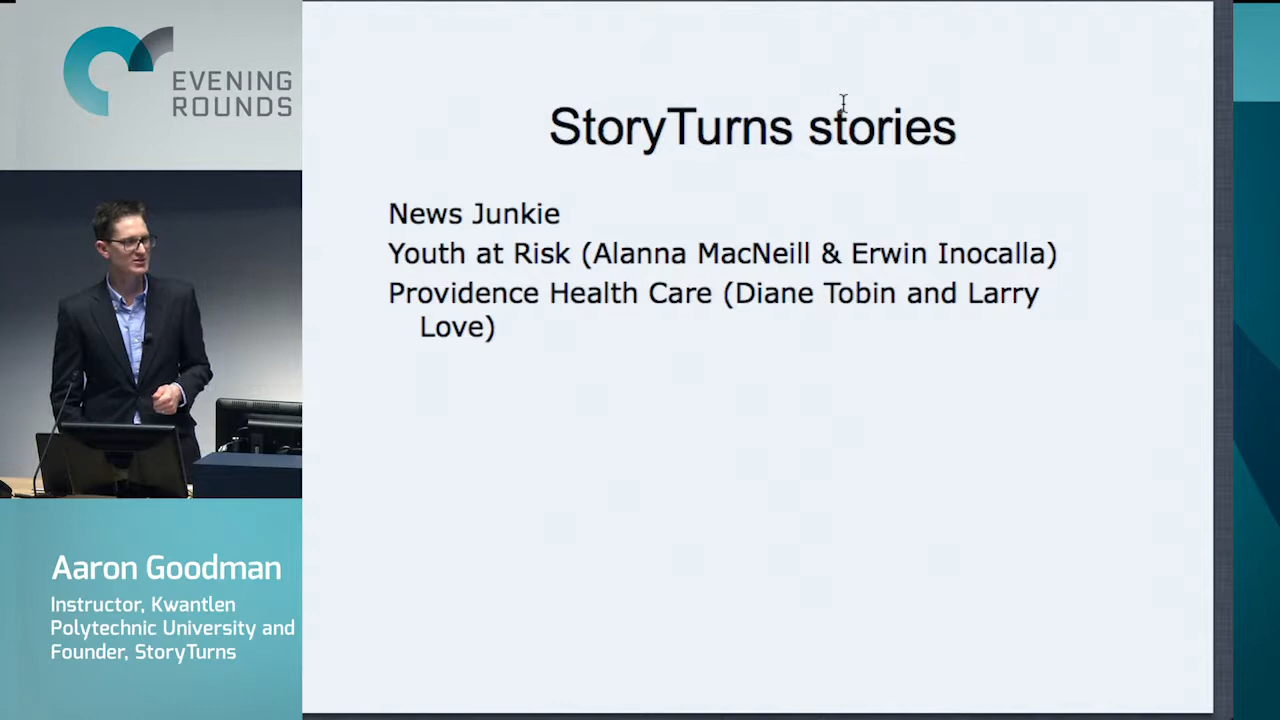 EVENING
ROUNDS
StoryTurns stories
News Junkie
Youth at Risk (Alanna MacNeill & Erwin Inocalla)
Providence Health Care (Diane Tobin and Larry
Love)
Aaron Goodman
Instructor, Kwantlen
Polytechnic University and
Founder, StoryTurns